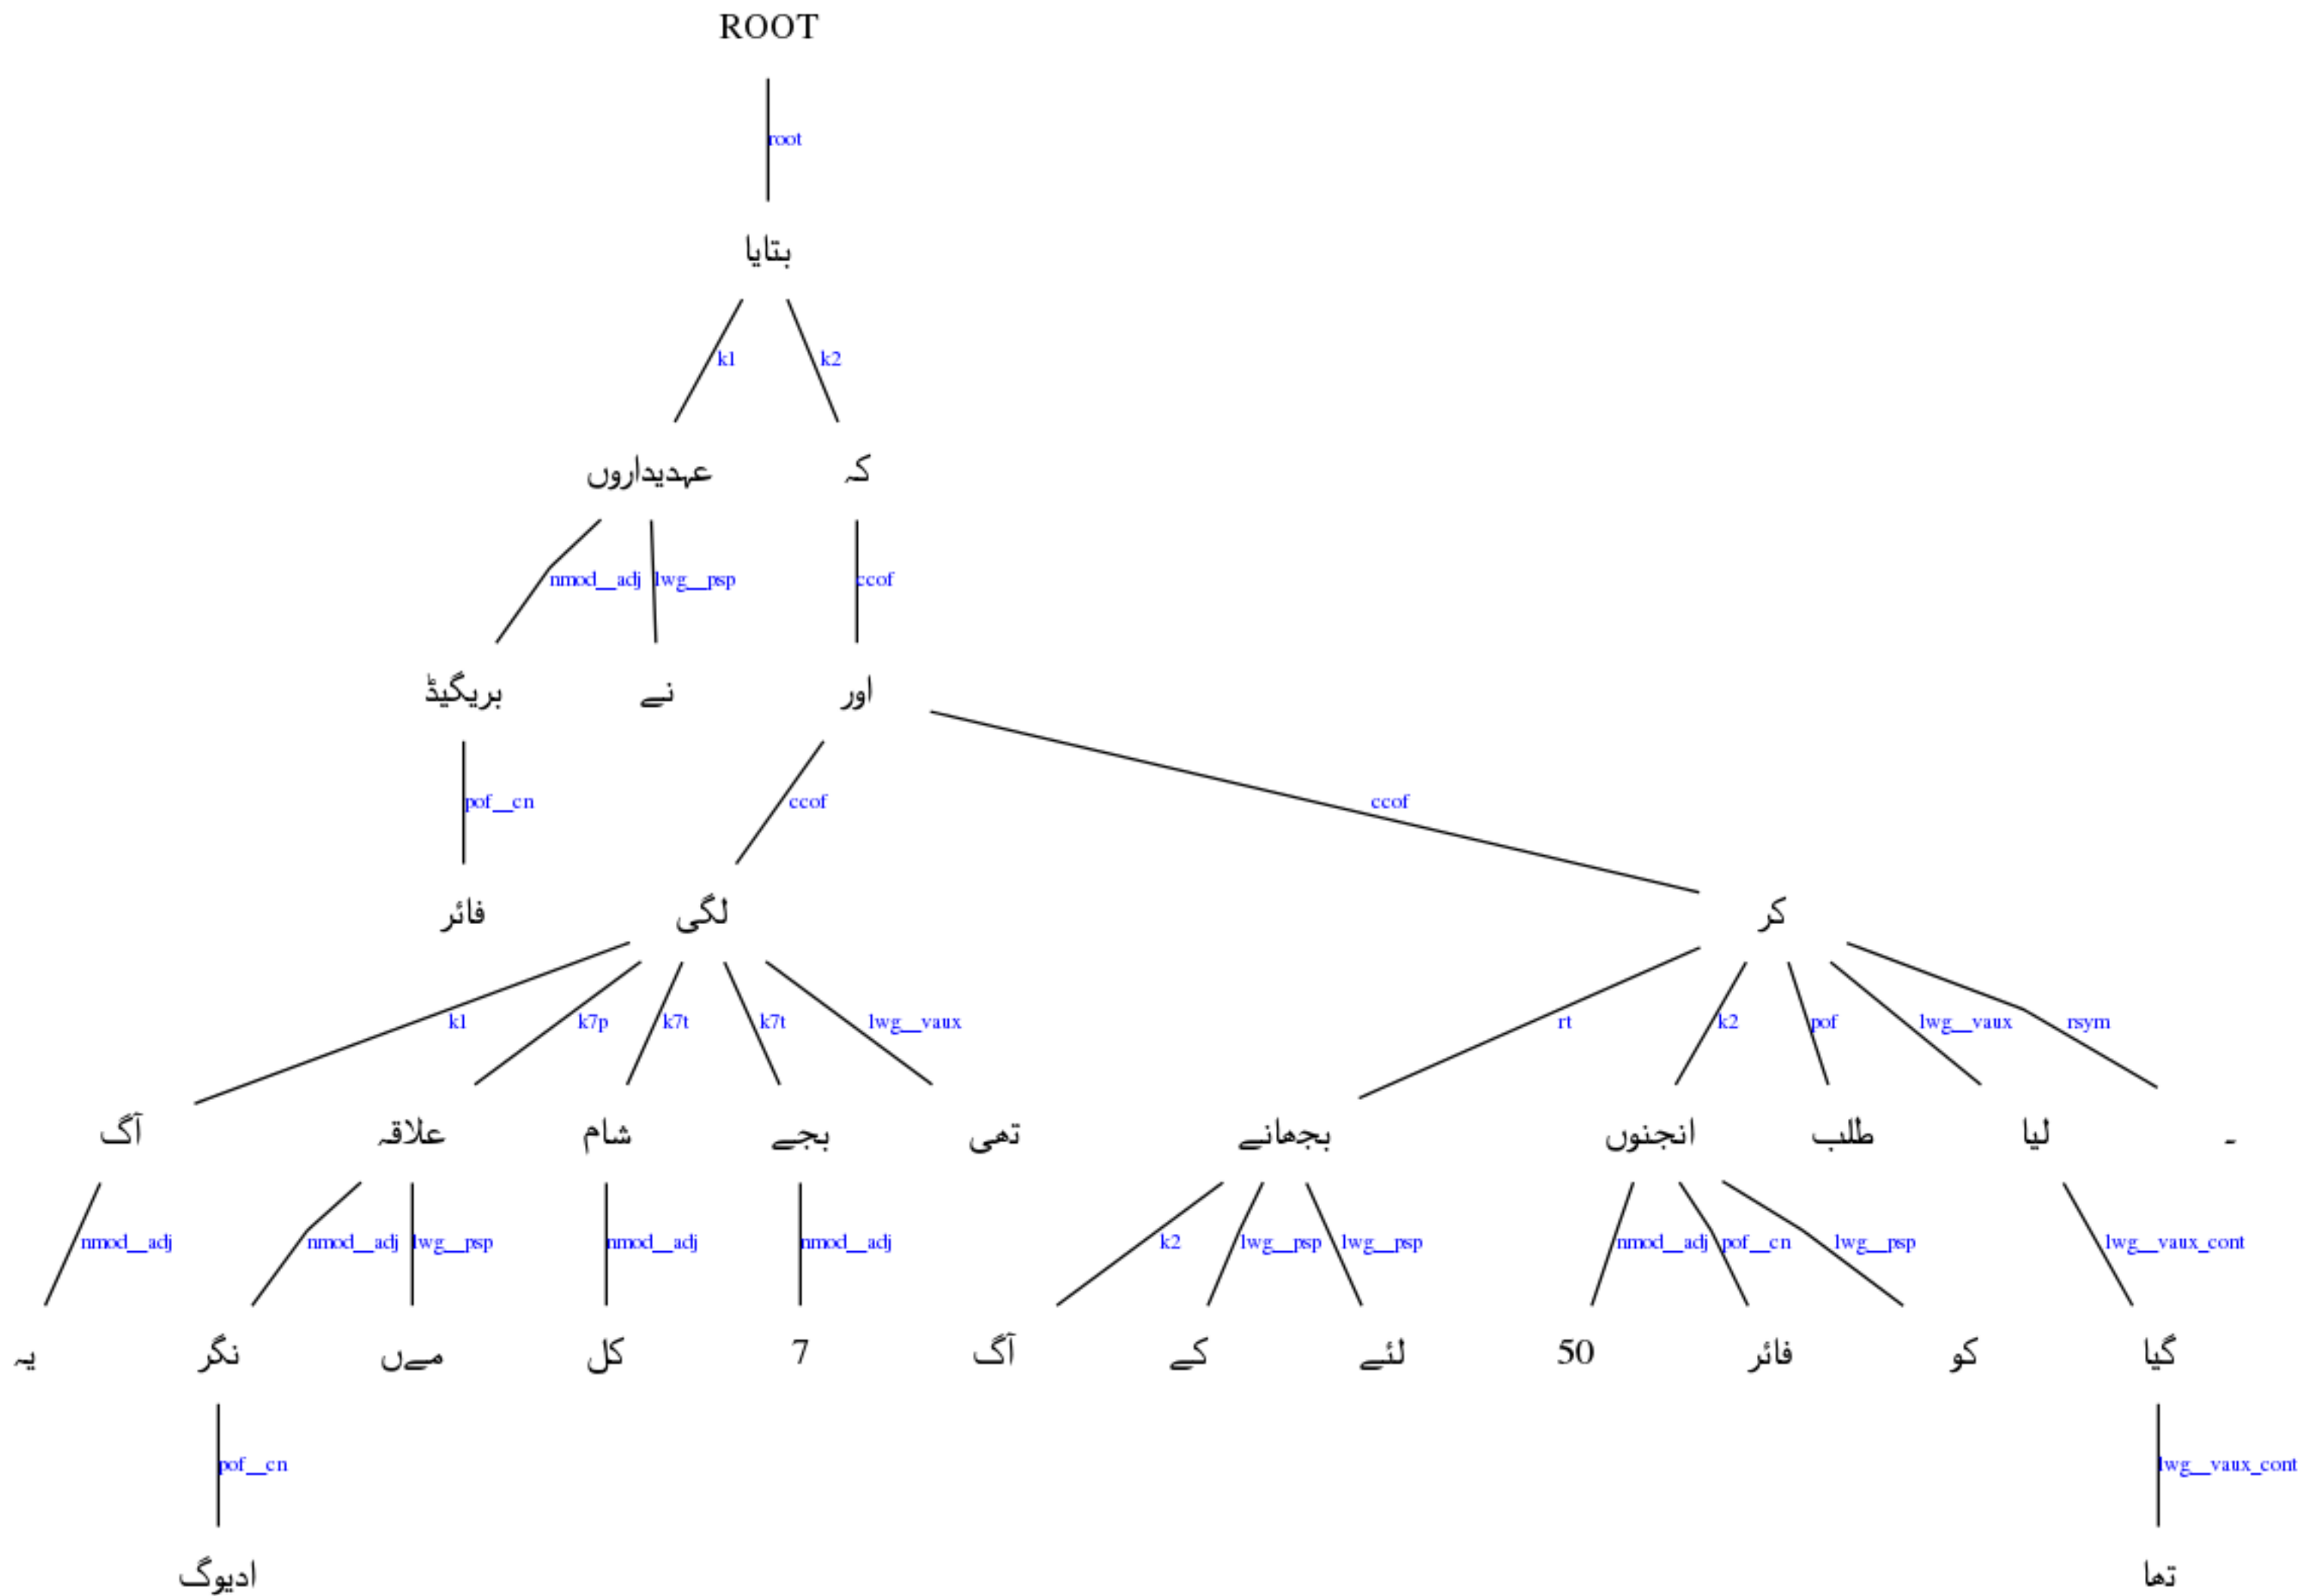 ROOT
root
بتایا
k1 k2
عہدیداروں کہ
nmod__adj lwg__psp ccof
بریگیڈ نے اور
pof__cn ccof ccof
فائر لگی کر
k1 k7p k7t k7t lwg__vaux rt k2 pof lwg__vaux rsym
آگ علاقہ شام بجے تھی بجھانے انجنوں طلب لیا ۔
nmod__adj nmod__adj lwg__psp nmod__adj nmod__adj k2 lwg__psp lwg__psp nmod__adj pof__cn lwg__psp lwg__vaux_cont
یہ نگر مےں کل 7 آگ کے لئے 50 فائر کو گیا
pof__cn lwg__vaux_cont
ادیوگ تھا